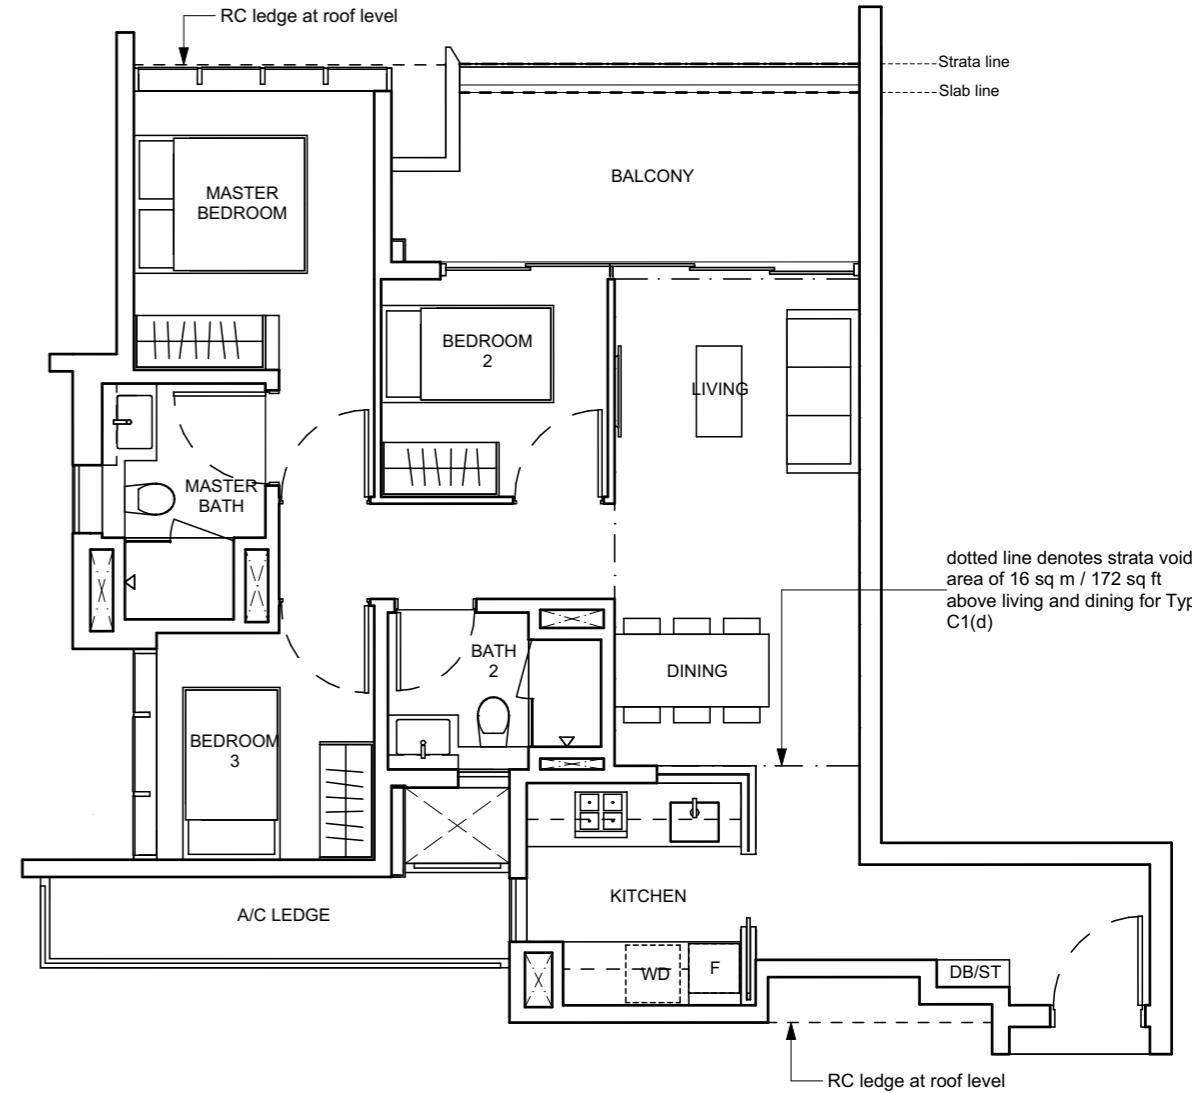 RC ledge at roof level
Strata line
Slab line
BALCONY
MASTER
BEDROOM
BEDROOM
2
LIVING
MASTER
BATH
dotted line denotes strata void
area of 16 sq m / 172 sq ft
above living and dining for Typ
C1(d)
BATH
2
DINING
BEDROOM
3
KITCHEN
A/C LEDGE
WD
F
DB/ST
RC ledge at roof level